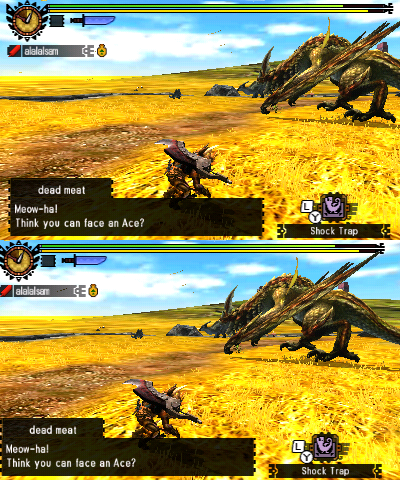 alalalsam
dead meat
Meow-ha!
Think you can face an Ace?
L
Y
Shock Trap
alalalsam
dead meat
Meow-ha!
Think you can face an Ace?
L
Y
Shock Trap